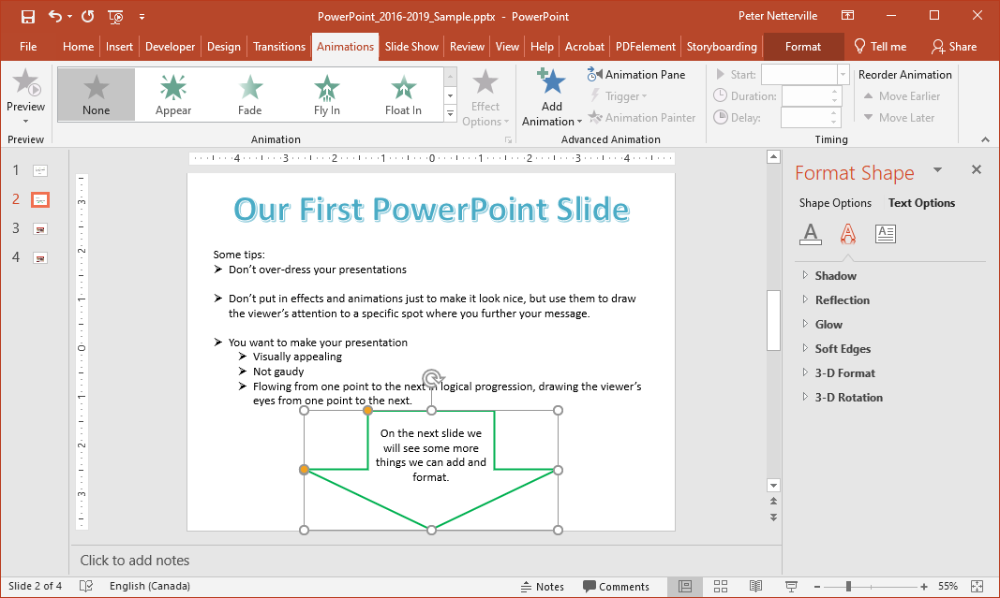 PowerPoint_2016-2019_Sample.pptx - PowerPoint
Peter Netterville
File Home Insert Developer Design Transitions Animations Slide Show Review View Help Acrobat PDFelement Storyboarding Format Tell me Share
Preview
None Appear Fade Fly In Float In
Effect
Options
Add
Animation
Animation Pane
Trigger
Animation Painter
Start:
Duration:
Delay:
Reorder Animation
Move Earlier
Move Later
Preview Animation Advanced Animation Timing
4 3 2 1 0 1 2 3 4
3
2
1
0
1
2
3
1
2
3
4
Our First PowerPoint Slide
Some tips:
Don’t over-dress your presentations
Don’t put in effects and animations just to make it look nice, but use them to draw
the viewer’s attention to a specific spot where you further your message.
You want to make your presentation
Visually appealing
Not gaudy
Flowing from one point to the next in logical progression, drawing the viewer’s
eyes from one point to the next.
On the next slide we
will see some more
things we can add and
format.
Format Shape
Shape Options Text Options
Shadow
Reflection
Glow
Soft Edges
3-D Format
3-D Rotation
Click to add notes
Slide 2 of 4 English (Canada) Notes Comments 55%